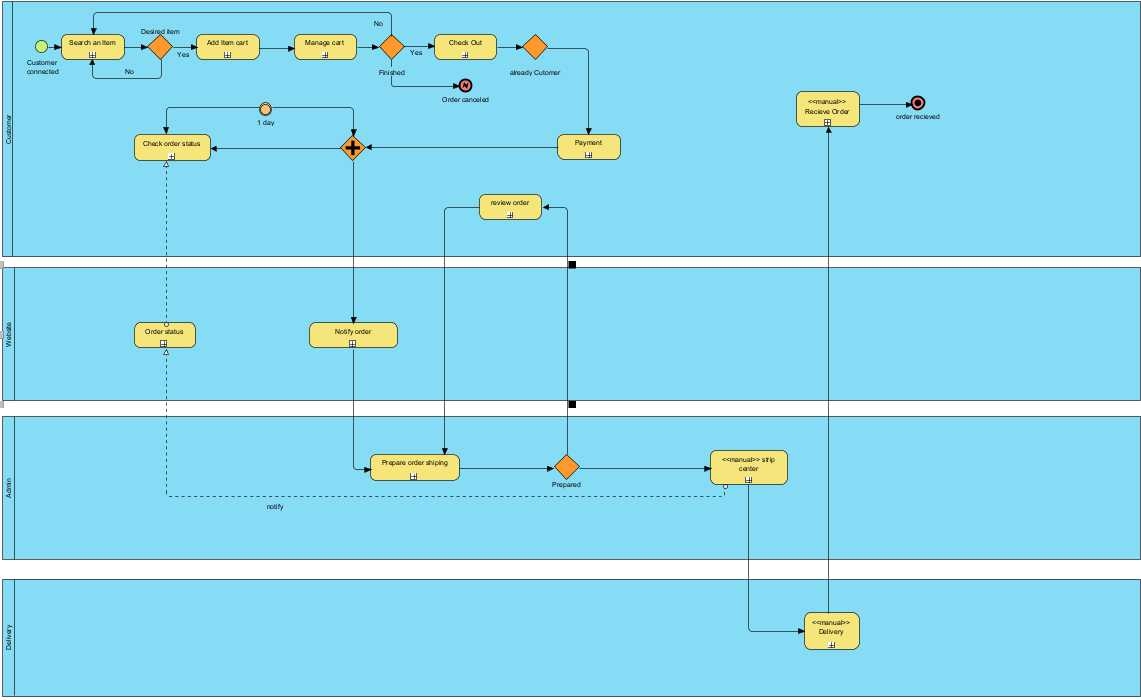 Customer
Customer
connected
Search an Item
Desired item
Yes
No
Add Item cart
Manage cart
No
Finished
Yes
Check Out
Order canceled
already Cutomer
1 day
Check order status
Payment
<<manual>>
Recieve Order
order recieved
review order
Website
Order status
Notify order
Admin
Prepare order shiping
Prepared
<<manual>> strip
center
notify
Delivery
<<manual>>
Delivery